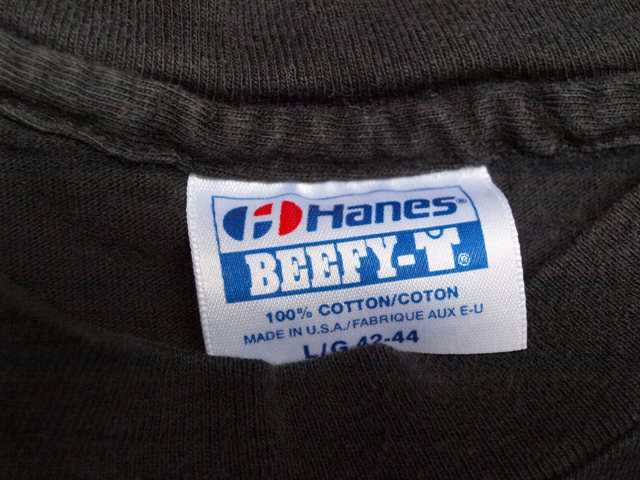 Hanes®
BEEFY-T®
100% COTTON/COTON
MADE IN U.S.A./FABRIQUE AUX E-U
L/G 42-44